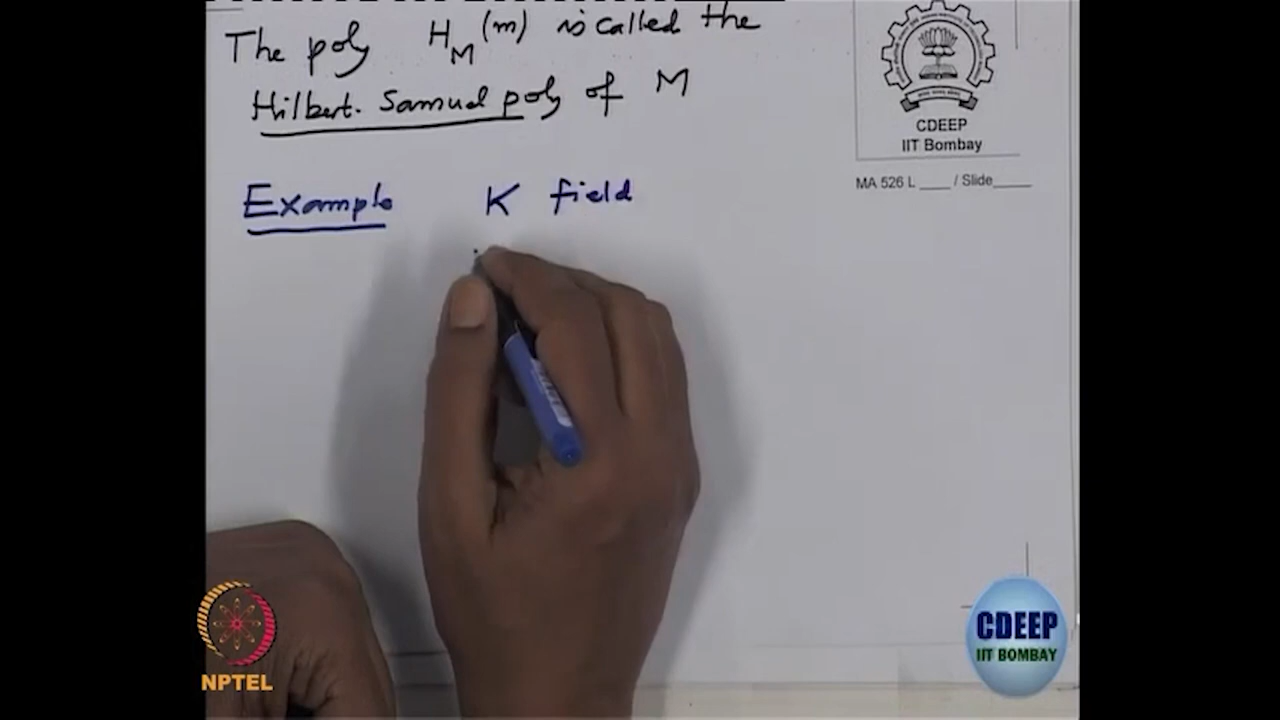 The poly H_M(m) is called the
Hilbert-Samuel poly of M
Example K field
CDEEP
IIT Bombay
MA 526 L ____ / Slide_____
NPTEL
CDEEP
IIT BOMBAY